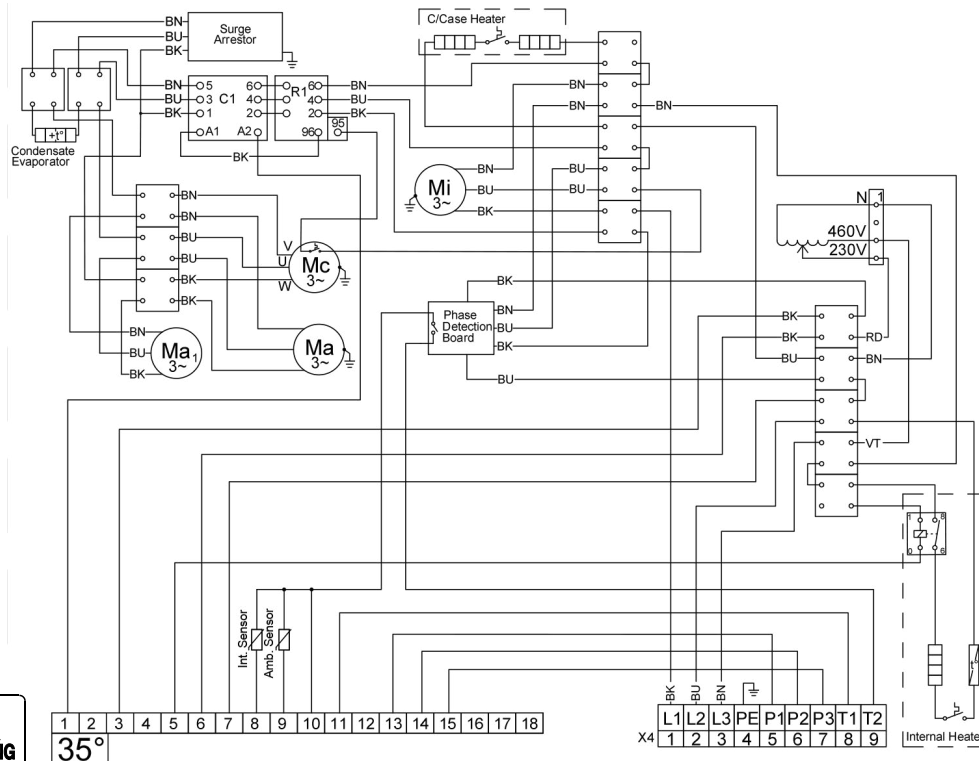 BN
BU
BK
Surge
Arrestor
C/Case Heater
BN 5 6 6 BN
BU 3 C1 4 R1 4 BU
BK 1 2 2 BK
A1 A2 96 95
BK
+t°
Condensate
Evaporator
BN
BN
BN
BU
BU
Mi
3~
BN
BU
BK
BN
BN
BU
BU
BK
BK
V
U
W
Mc
3~
N 1
460V
230V
BN
BU
BK
Ma1
3~
Ma
3~
BK
Phase
Detection
Board
BN
BU
BK
BU
BK
BK RD
BU BN
VT
1 8
0 6
Int. Sensor
Amb. Sensor
t°
Internal Heate
BK
BU
BN
1 2 3 4 5 6 7 8 9 10 11 12 13 14 15 16 17 18
35°
L1 L2 L3 PE P1 P2 P3 T1 T2
X4 1 2 3 4 5 6 7 8 9
IG